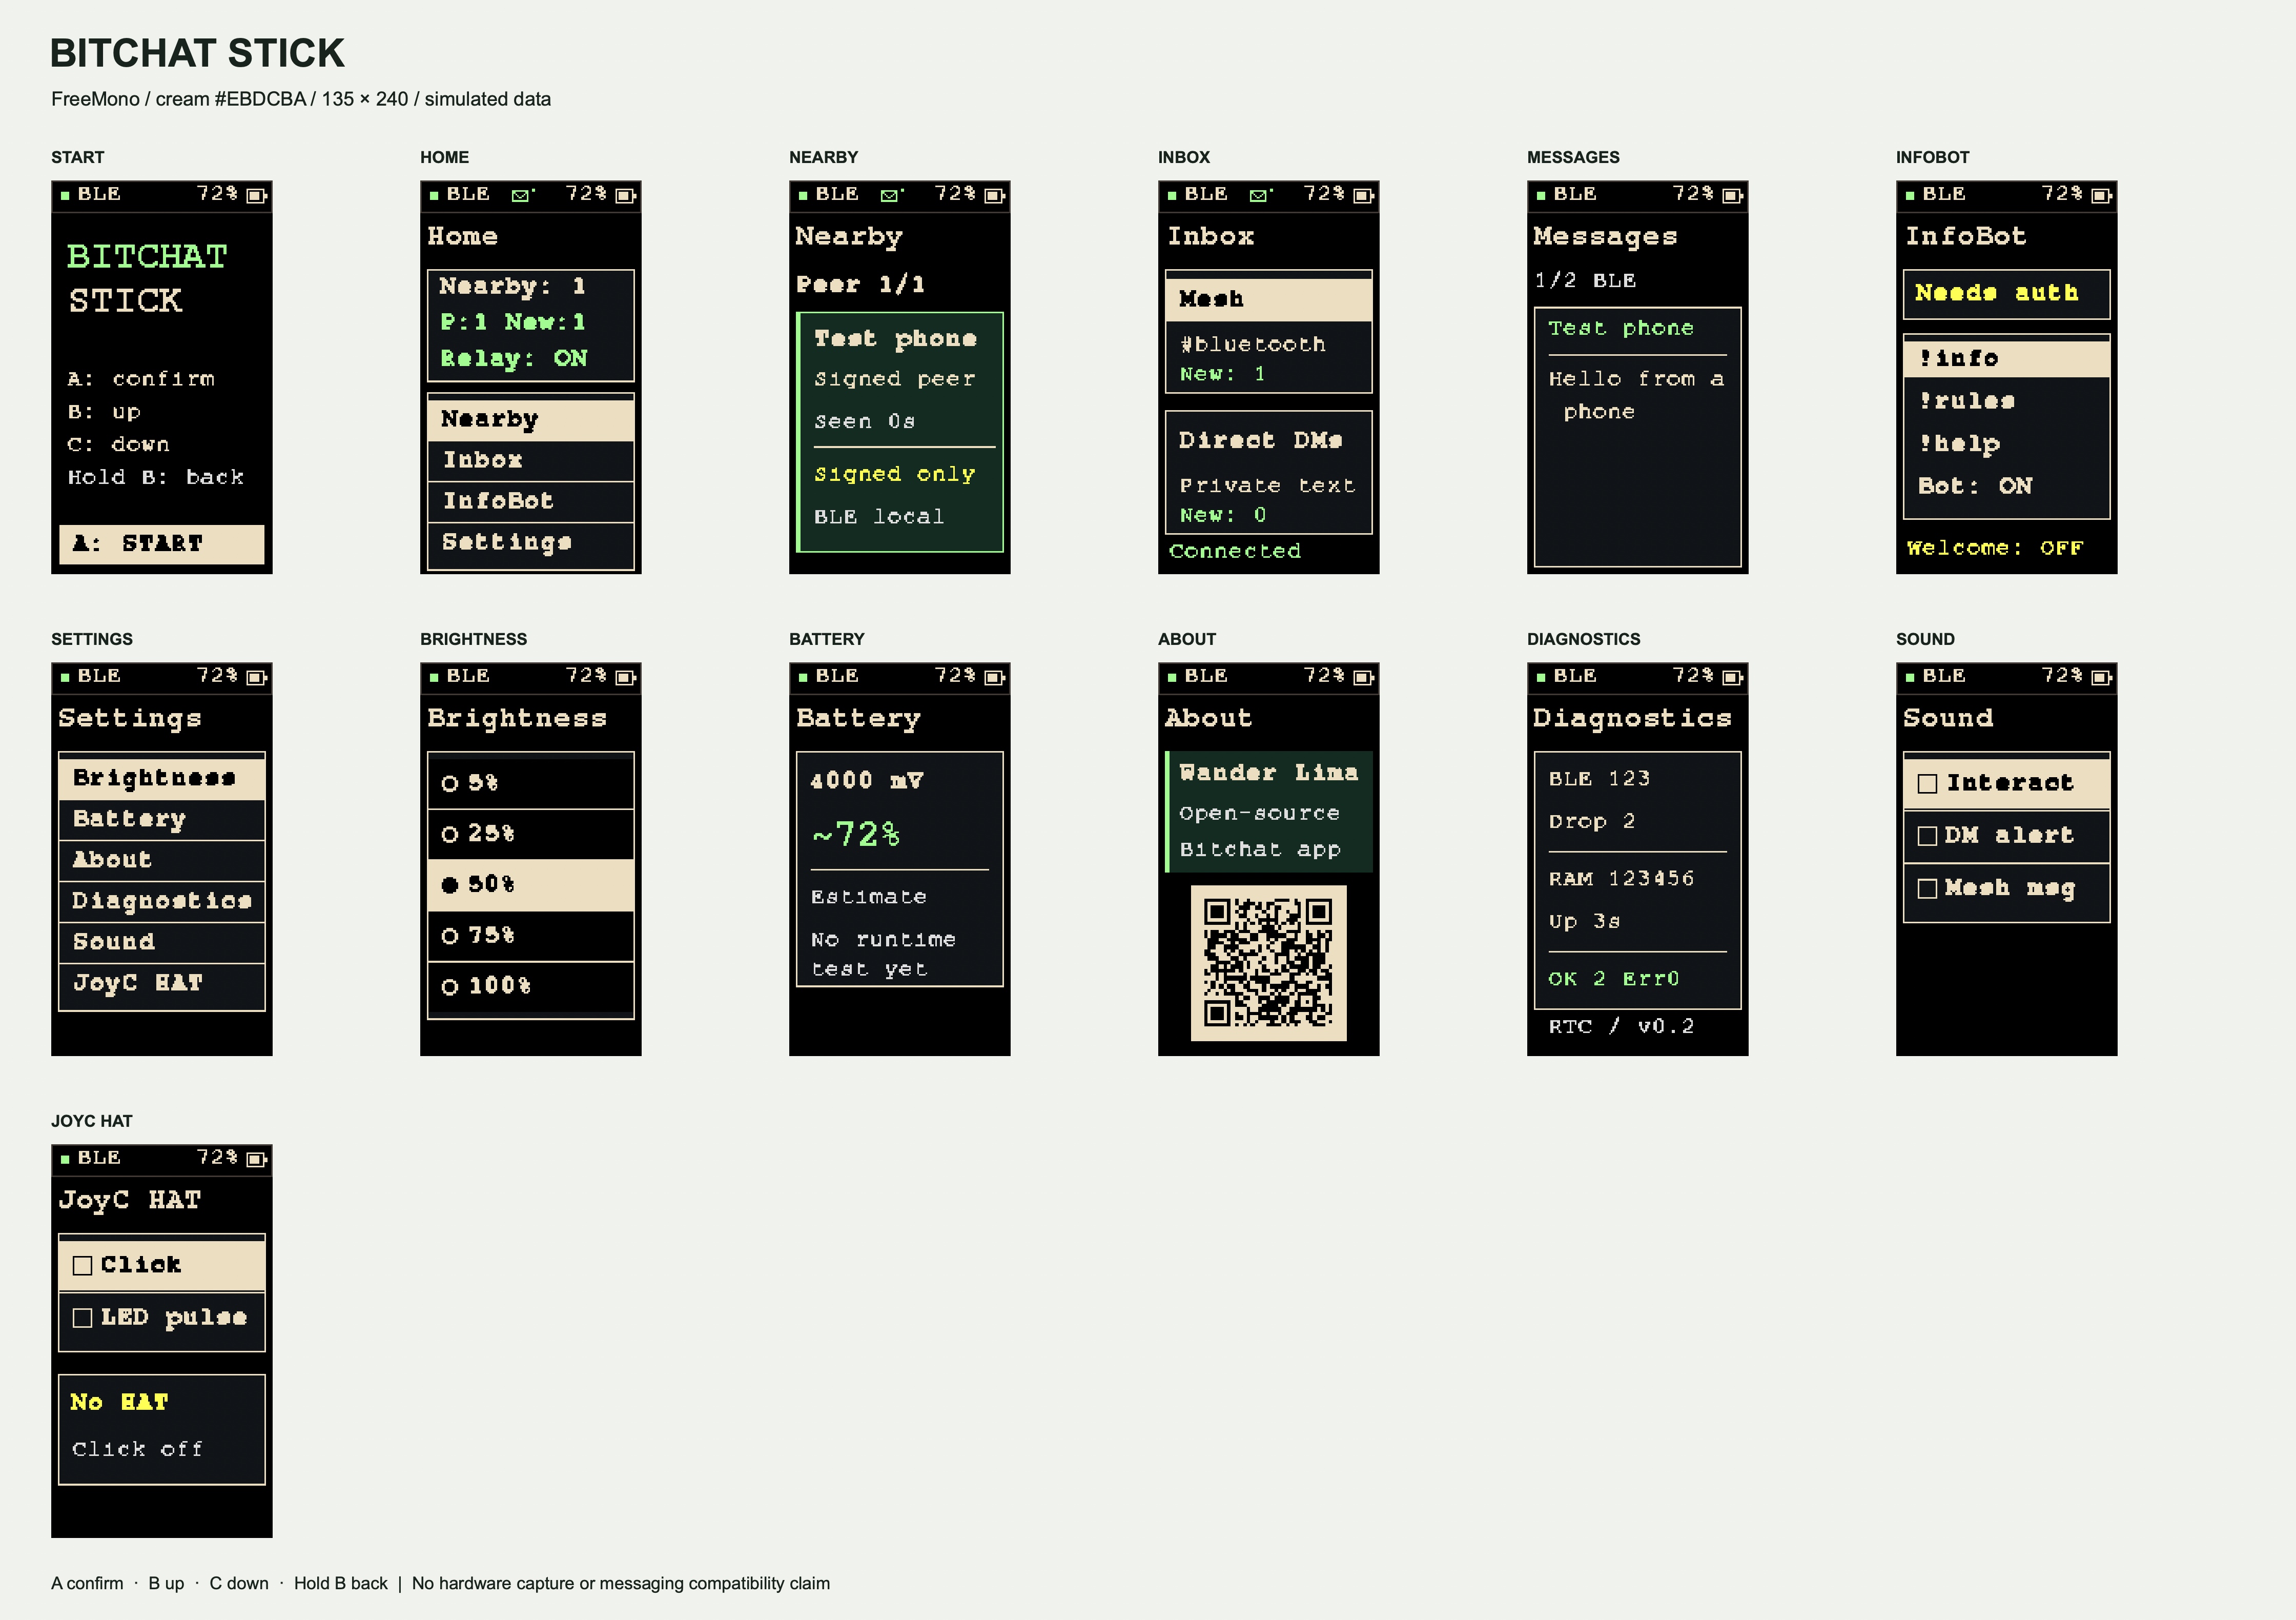 BITCHAT STICK
FreeMono / cream #EBDCBA / 135 × 240 / simulated data
START
BLE 72%
BITCHAT
STICK
A: confirm
B: up
C: down
Hold B: back
A: START
HOME
BLE 72%
Home
Nearby: 1
P:1 New:1
Relay: ON
Nearby
Inbox
InfoBot
Settings
NEARBY
BLE 72%
Nearby
Peer 1/1
Test phone
Signed peer
Seen 0s
Signed only
BLE local
INBOX
BLE 72%
Inbox
Mesh
#bluetooth
New: 1
Direct DMs
Private text
New: 0
Connected
MESSAGES
BLE 72%
Messages
1/2 BLE
Test phone
Hello from a
phone
INFOBOT
BLE 72%
InfoBot
Needs auth
!info
!rules
!help
Bot: ON
Welcome: OFF
SETTINGS
BLE 72%
Settings
Brightness
Battery
About
Diagnostics
Sound
JoyC HAT
BRIGHTNESS
BLE 72%
Brightness
5%
25%
50%
75%
100%
BATTERY
BLE 72%
Battery
4000 mV
~72%
Estimate
No runtime
test yet
ABOUT
BLE 72%
About
Wander Lima
Open-source
Bitchat app
DIAGNOSTICS
BLE 72%
Diagnostics
BLE 123
Drop 2
RAM 123456
Up 3s
OK 2 Err0
RTC / v0.2
SOUND
BLE 72%
Sound
Interact
DM alert
Mesh msg
JOYC HAT
BLE 72%
JoyC HAT
Click
LED pulse
No HAT
Click off
A confirm · B up · C down · Hold B back | No hardware capture or messaging compatibility claim